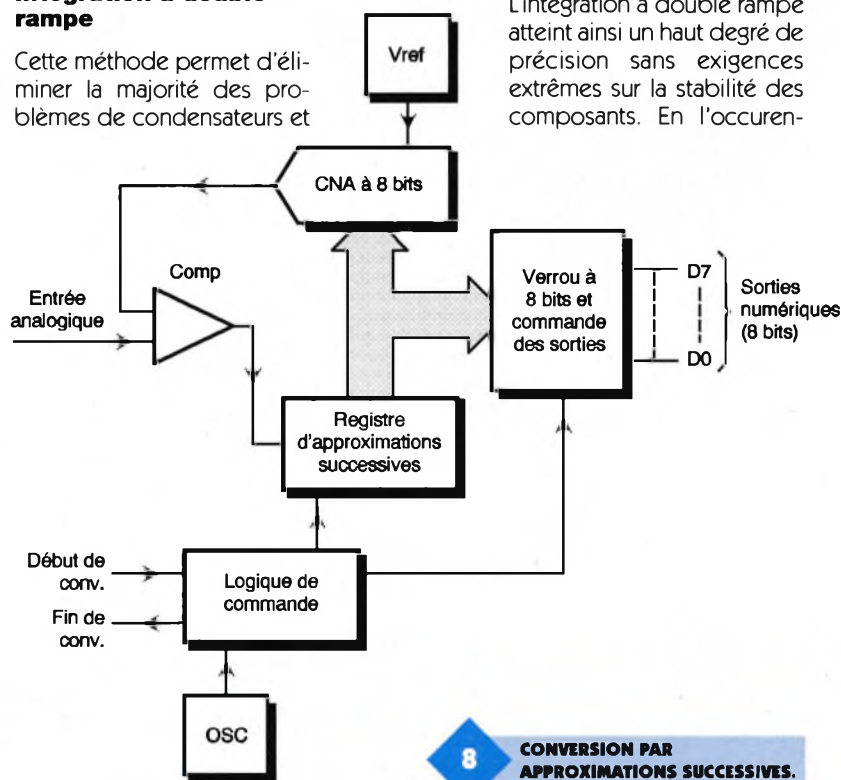 intégration à double
rampe
Cette méthode permet d'éli-
miner la majorité des pro-
blèmes de condensateurs et
L'intégration à double rampe
atteint ainsi un haut degré de
précision sans exigences
extrêmes sur la stabilité des
composants. En l'occuren-
Vref
CNA à 8 bits
Comp
Entrée
analogique
Verrou à
8 bits et
commande
des sorties
D7
D0
Sorties
numériques
(8 bits)
Registre
d'approximations
successives
Début de
conv.
Fin de
conv.
Logique de
commande
OSC
8
CONVERSION PAR
APPROXIMATIONS SUCCESSIVES.